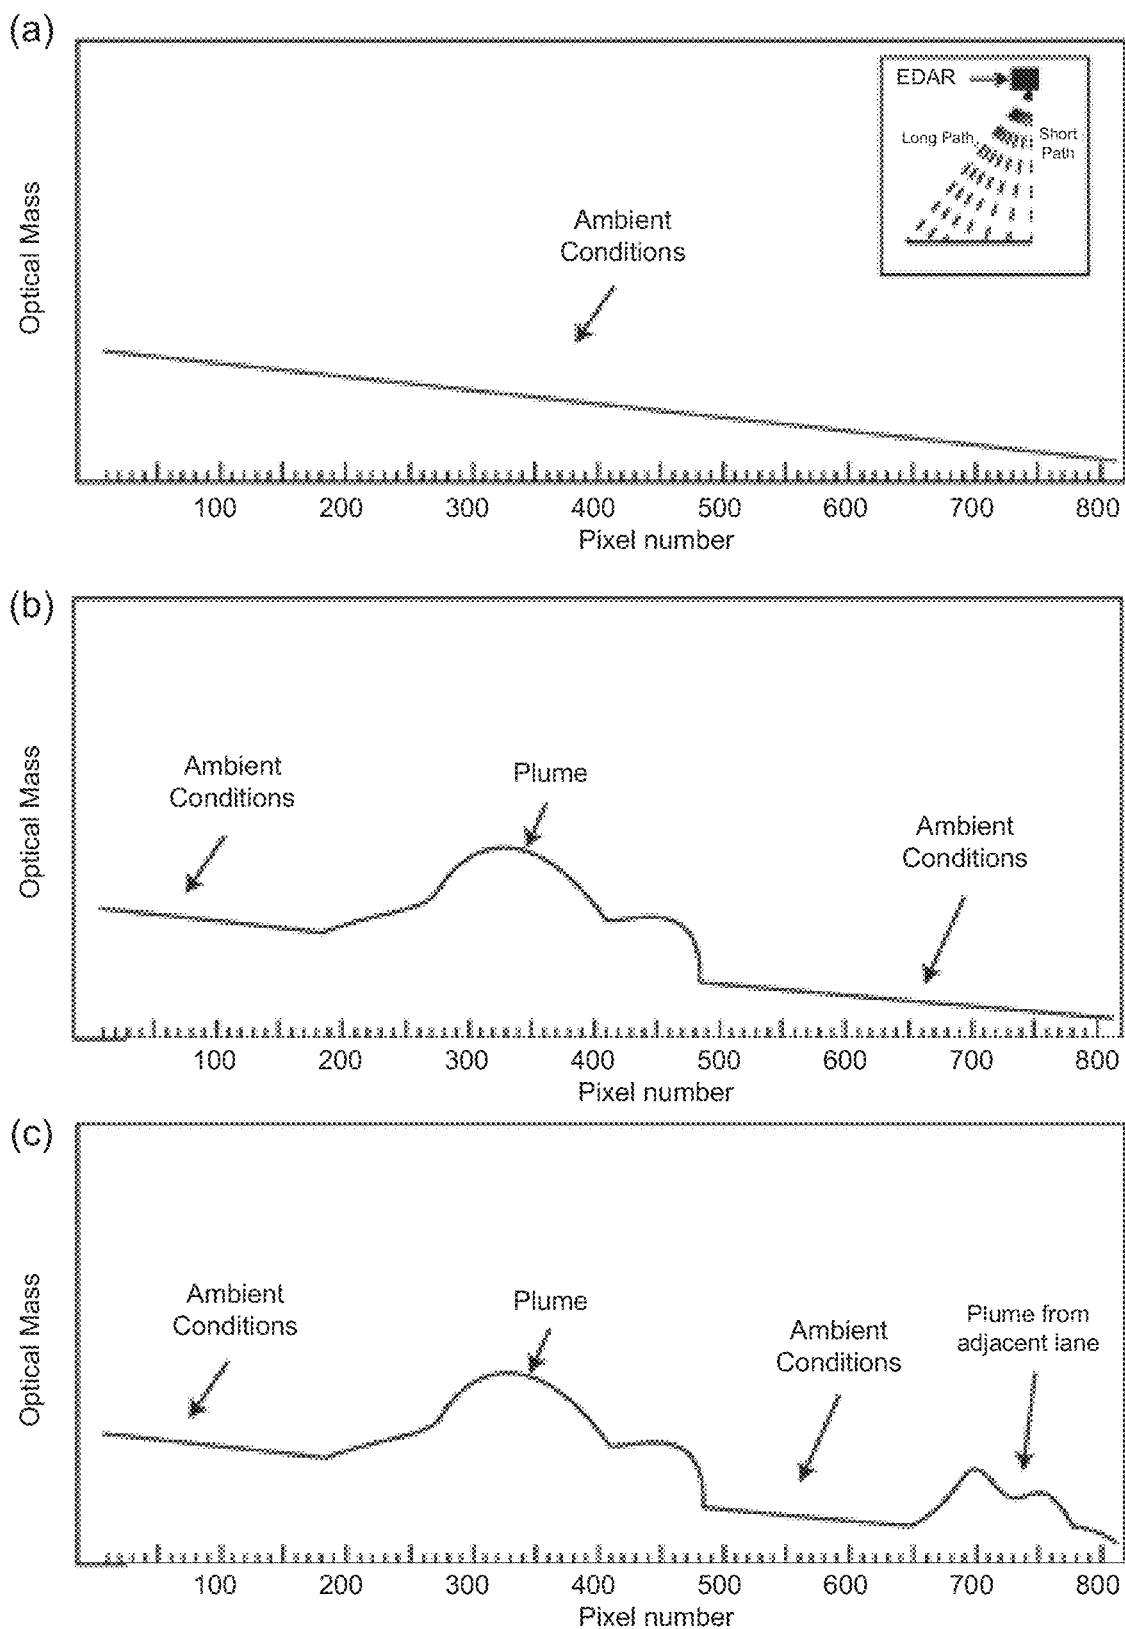 (a)
EDAR
Long Path
Short
Path
Ambient
Conditions
Optical Mass
100 200 300 400 500 600 700 800
Pixel number
(b)
Ambient
Conditions
Plume
Ambient
Conditions
Optical Mass
100 200 300 400 500 600 700 800
Pixel number
(c)
Ambient
Conditions
Plume
Ambient
Conditions
Plume from
adjacent lane
Optical Mass
100 200 300 400 500 600 700 800
Pixel number